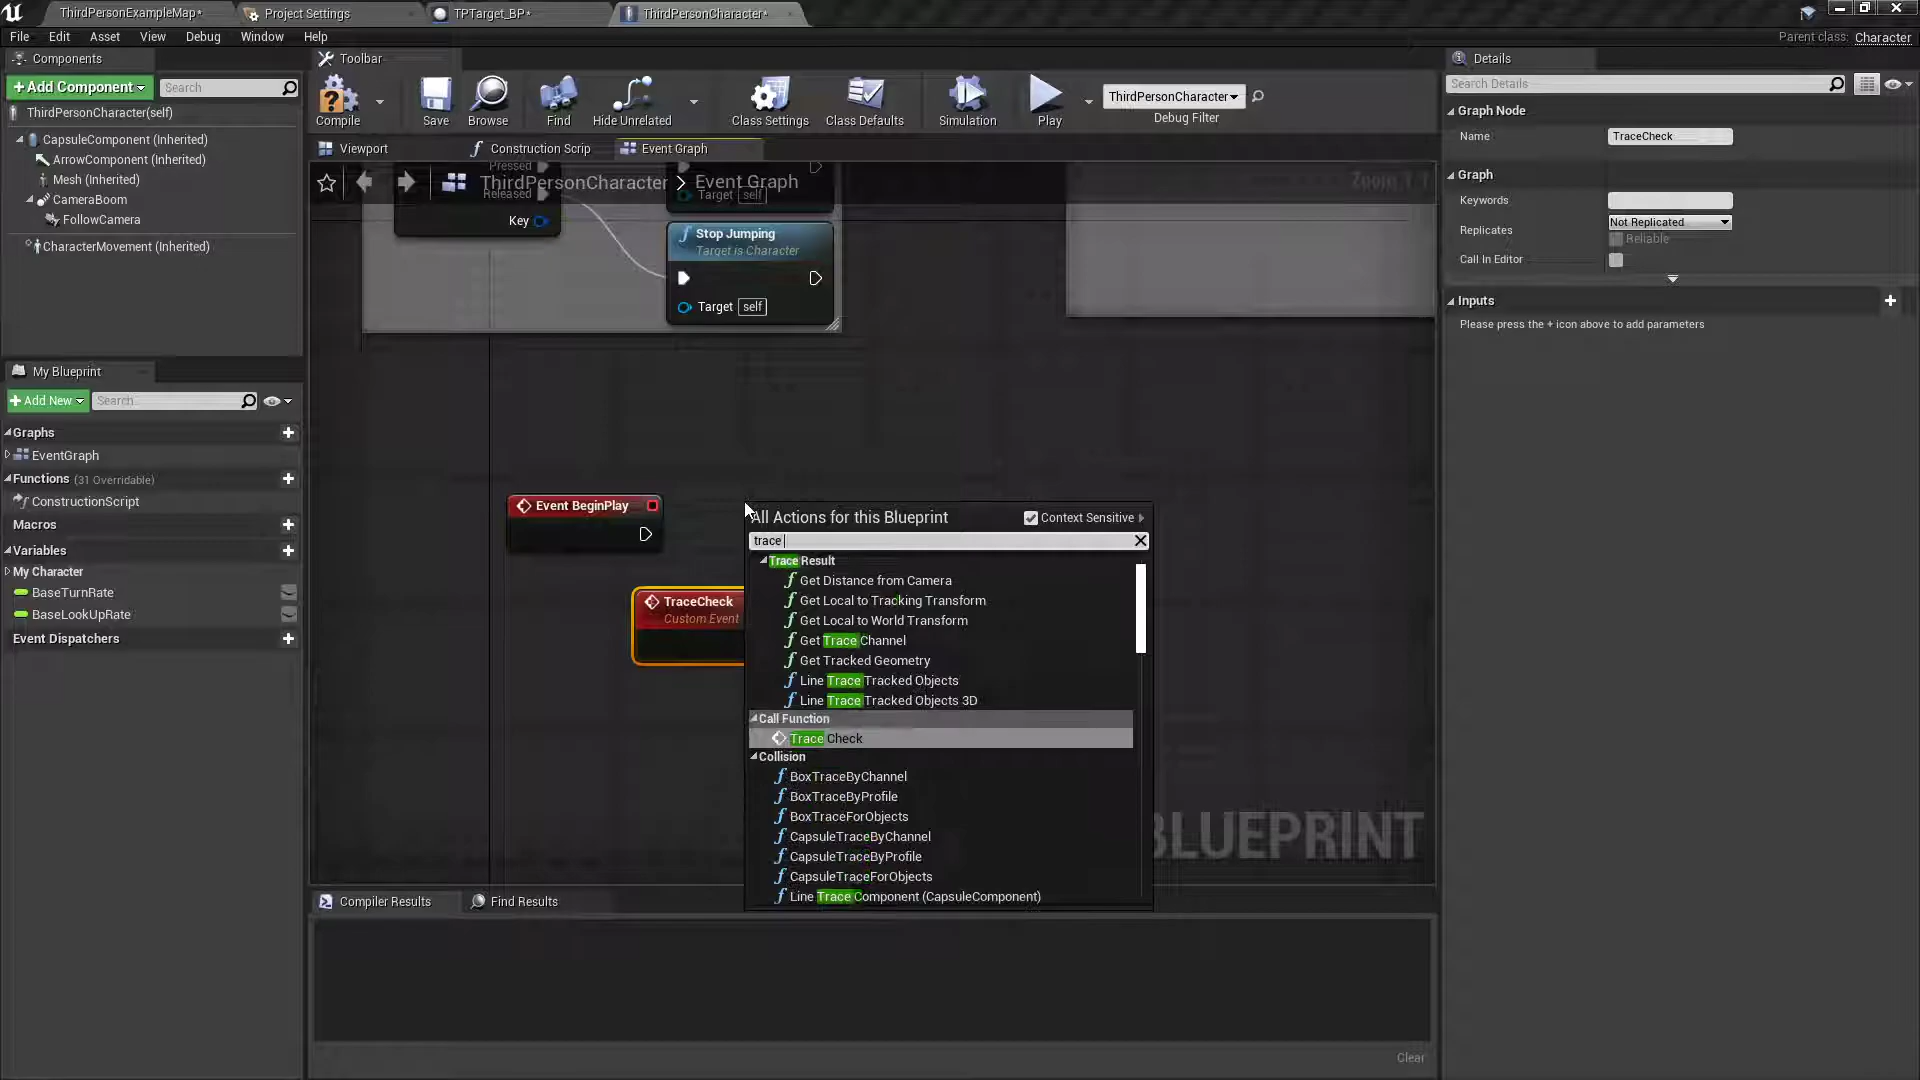 ThirdPersonExampleMap*
Project Settings
TPTarget_BP*
ThirdPersonCharacter*
File
Edit
Asset
View
Debug
Window
Help
Parent class:
Character
Components
+Add Component
Search
ThirdPersonCharacter(self)
CapsuleComponent (Inherited)
ArrowComponent (Inherited)
Mesh (Inherited)
CameraBoom
FollowCamera
CharacterMovement (Inherited)
My Blueprint
+Add New
Search
Graphs
EventGraph
Functions (31 Overridable)
ConstructionScript
Macros
Variables
My Character
BaseTurnRate
BaseLookUpRate
Event Dispatchers
Toolbar
Compile
Save
Browse
Find
Hide Unrelated
Class Settings
Class Defaults
Simulation
Play
ThirdPersonCharacter
Debug Filter
Viewport
Construction Scrip
Event Graph
ThirdPersonCharacter > Event Graph
Zoom 1:1
Pressed
Released
Key
Target self
Stop Jumping
Target is Character
Target self
Event BeginPlay
TraceCheck
Custom Event
All Actions for this Blueprint
Context Sensitive
trace
Trace Result
Get Distance from Camera
Get Local to Tracking Transform
Get Local to World Transform
Get Trace Channel
Get Tracked Geometry
Line Trace Tracked Objects
Line Trace Tracked Objects 3D
Call Function
Trace Check
Collision
BoxTraceByChannel
BoxTraceByProfile
BoxTraceForObjects
CapsuleTraceByChannel
CapsuleTraceByProfile
CapsuleTraceForObjects
Line Trace Component (CapsuleComponent)
BLUEPRINT
Compiler Results
Find Results
Clear
Details
Search Details
Graph Node
Name
TraceCheck
Graph
Keywords
Replicates
Not Replicated
Reliable
Call In Editor
Inputs
Please press the + icon above to add parameters